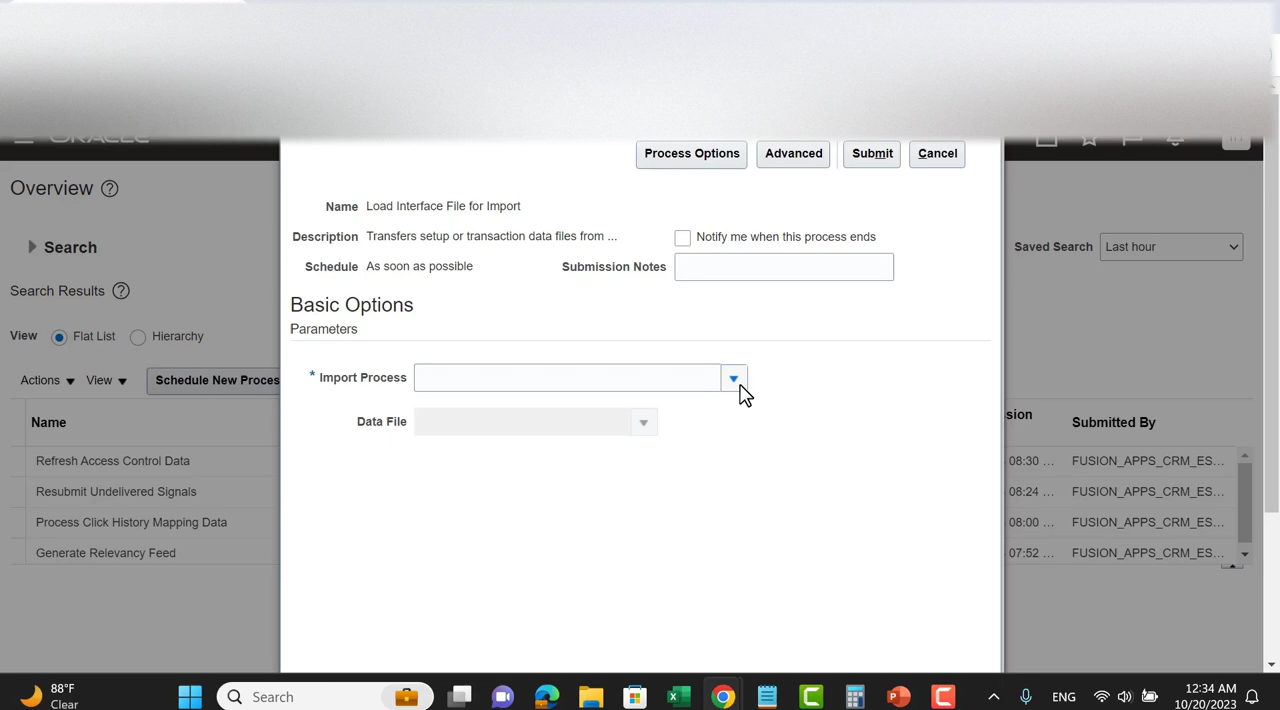 ORACLE
Process Options Advanced Submit Cancel
Overview
Name Load Interface File for Import
Description Transfers setup or transaction data files from ... Notify me when this process ends
Search
Saved Search Last hour
Schedule As soon as possible Submission Notes
Search Results
Basic Options
Parameters
View Flat List Hierarchy
* Import Process
Actions View Schedule New Proces
Data File
Name sion Submitted By
Refresh Access Control Data 08:30 ... FUSION_APPS_CRM_ES...
Resubmit Undelivered Signals 08:24 ... FUSION_APPS_CRM_ES...
Process Click History Mapping Data 08:00 ... FUSION_APPS_CRM_ES...
Generate Relevancy Feed 07:52 ... FUSION_APPS_CRM_ES...
88°F
Clear
Search
ENG
12:34 AM
10/20/2023